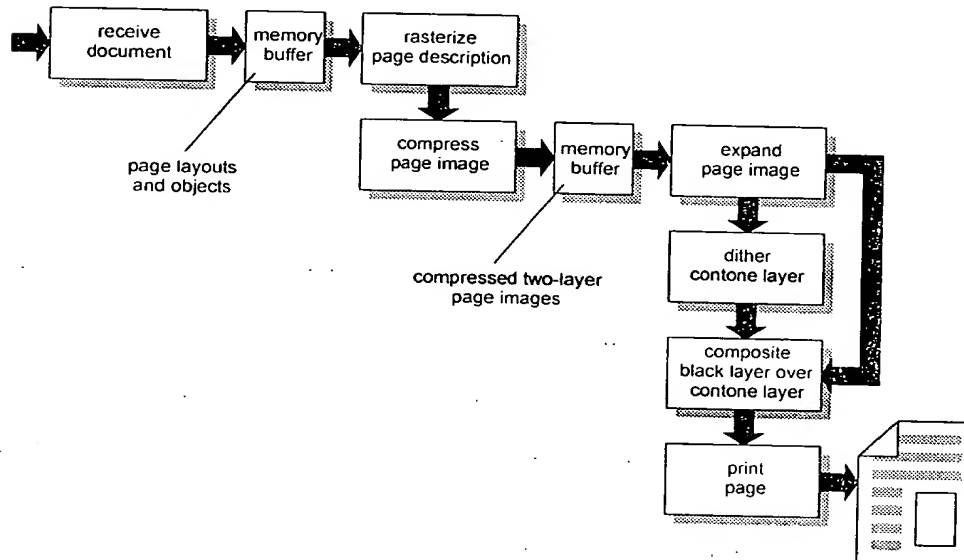 receive
document
memory
buffer
rasterize
page description
page layouts
and objects
compress
page image
memory
buffer
expand
page image
compressed two-layer
page images
dither
contone layer
composite
black layer over
contone layer
print
page